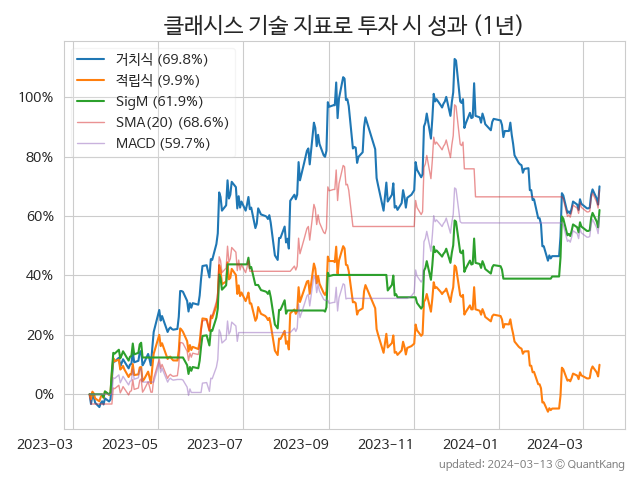 클래시스 기술 지표로 투자 시 성과 (1년)
거치식 (69.8%)
적립식 (9.9%)
SigM (61.9%)
SMA(20) (68.6%)
MACD (59.7%)
100%
80%
60%
40%
20%
0%
2023-03 2023-05 2023-07 2023-09 2023-11 2024-01 2024-03
updated: 2024-03-13 ⓒ QuantKang